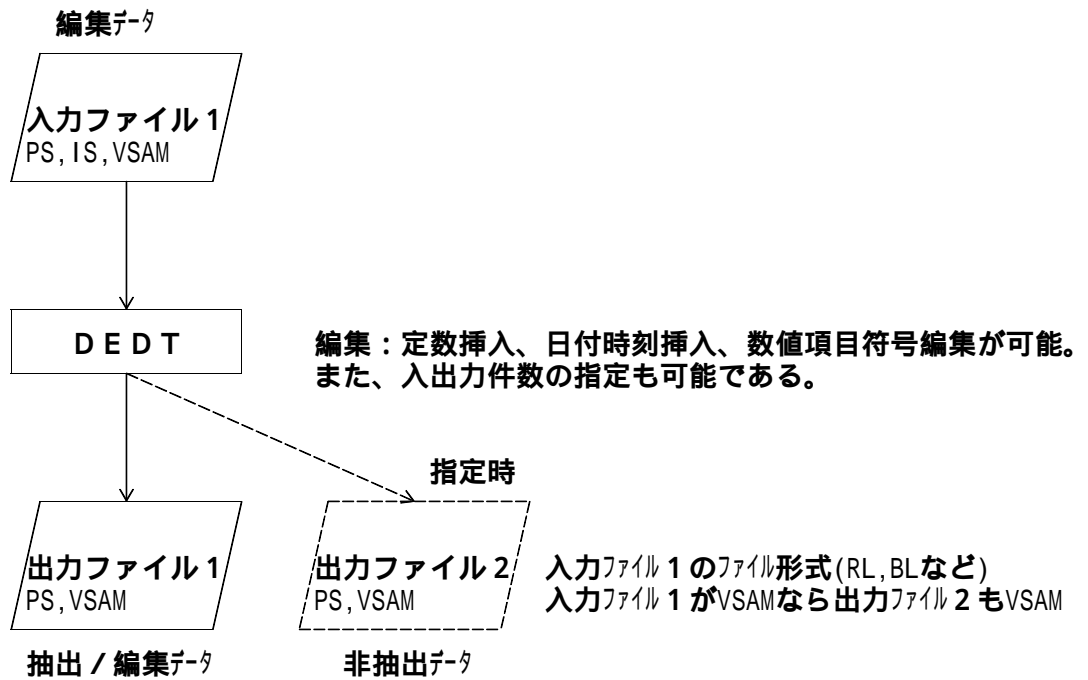 編集ﾃﾞｰﾀ
入力ファイル１
PS,IS,VSAM
ＤＥＤＴ
編集：定数挿入、日付時刻挿入、数値項目符号編集が可能。
また、入出力件数の指定も可能である。
指定時
出力ファイル１
PS,VSAM
出力ファイル２
PS,VSAM
入力ﾌｧｲﾙ１のﾌｧｲﾙ形式(RL,BLなど)
入力ﾌｧｲﾙ１がVSAMなら出力ﾌｧｲﾙ２もVSAM
抽出／編集ﾃﾞｰﾀ
非抽出ﾃﾞｰﾀ